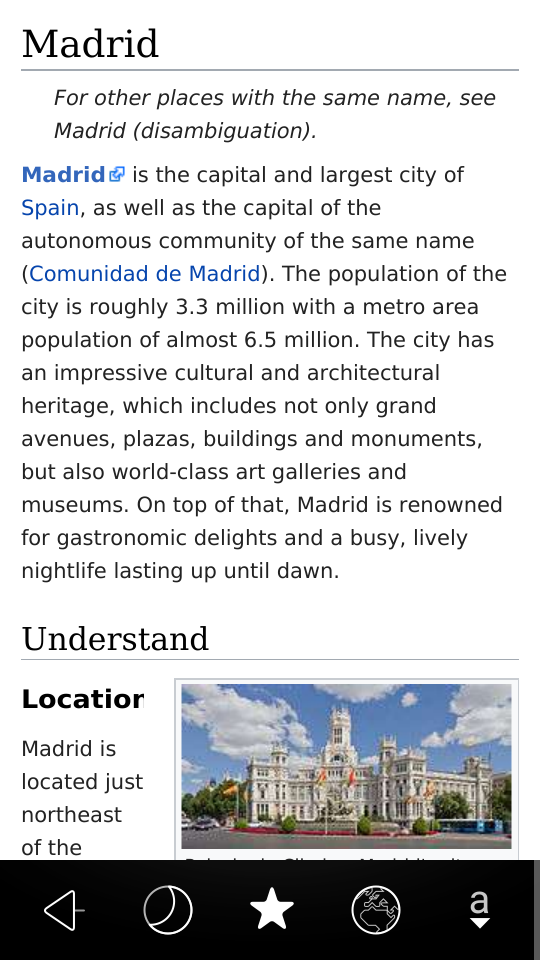 Madrid
For other places with the same name, see
Madrid (disambiguation).
Madrid is the capital and largest city of
Spain, as well as the capital of the
autonomous community of the same name
(Comunidad de Madrid). The population of the
city is roughly 3.3 million with a metro area
population of almost 6.5 million. The city has
an impressive cultural and architectural
heritage, which includes not only grand
avenues, plazas, buildings and monuments,
but also world-class art galleries and
museums. On top of that, Madrid is renowned
for gastronomic delights and a busy, lively
nightlife lasting up until dawn.
Understand
Location
Madrid is
located just
northeast
of the
a